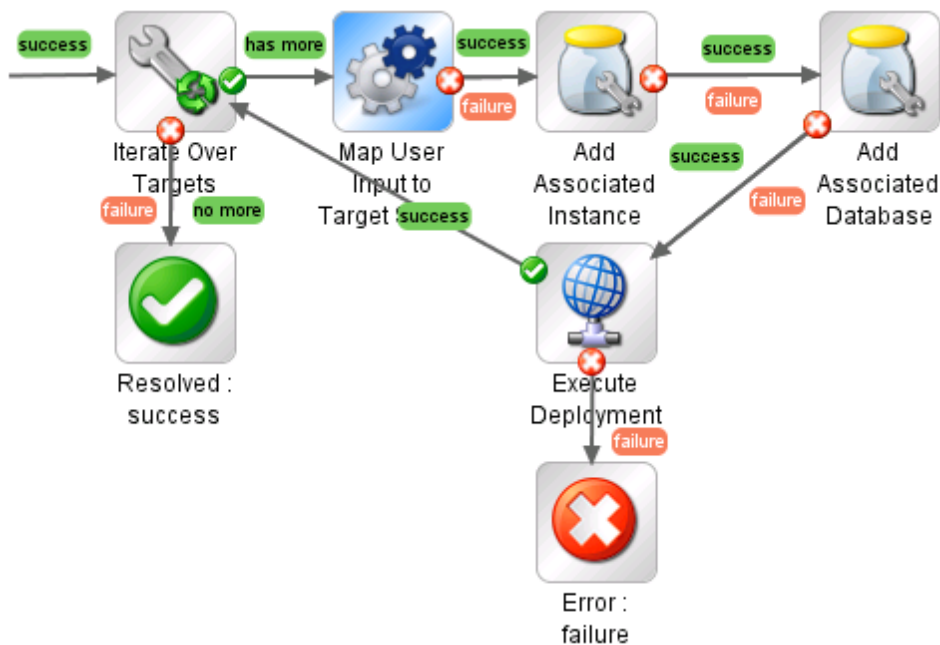 success
has more
success
success
failure
failure
Iterate Over
Targets
Map User
Input to
Target S
Add
Associated
Instance
Add
Associated
Database
success
failure
failure
no more
success
Resolved :
success
Execute
Deployment
failure
Error :
failure